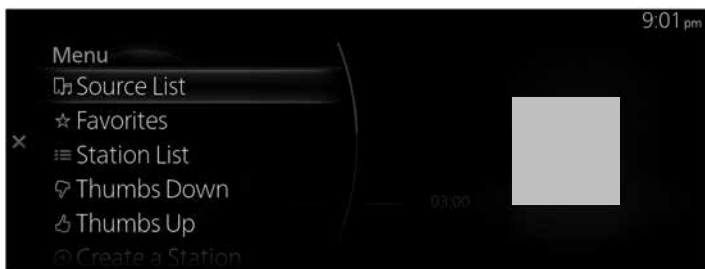 9:01 pm
Menu
Source List
Favorites
Station List
Thumbs Down
03,00
Thumbs Up
Create a Station